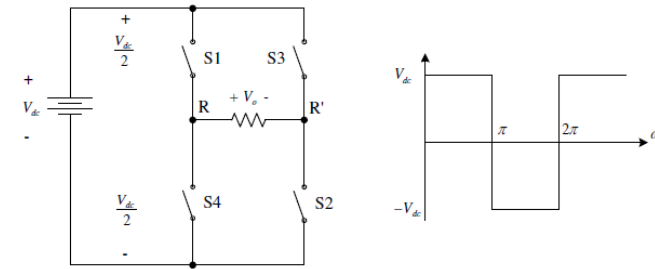 +
V_dc
2
S1
S3
+
V_dc
-
R
+ V_o -
R'
V_dc
2
S4
S2
-
V_dc
π
2π
-V_dc